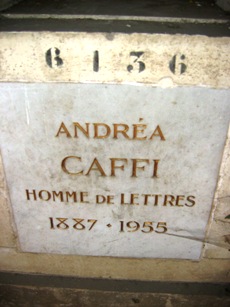 6136
ANDRÉA
CAFFI
HOMME DE LETTRES
1887 • 1955